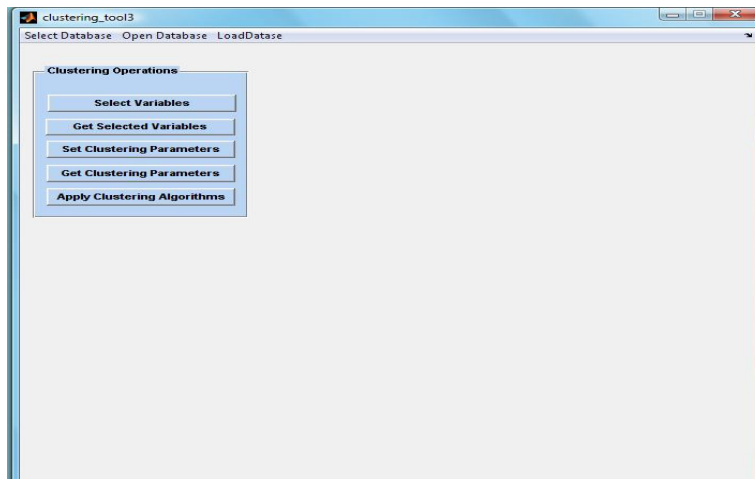 clustering_tool3
Select Database Open Database LoadDatase
Clustering Operations
Select Variables
Get Selected Variables
Set Clustering Parameters
Get Clustering Parameters
Apply Clustering Algorithms